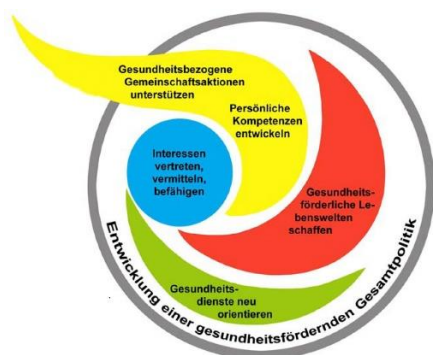 Gesundheitsbezogene
Gemeinschaftsaktionen
unterstützen
Persönliche
Kompetenzen
entwickeln
Interessen
vertreten,
vermitteln,
befähigen
Gesundheits-
förderliche Le-
benswelten
schaffen
Gesundheits-
dienste neu
orientieren
Entwicklung einer gesundheitsfördernden Gesamtpolitik